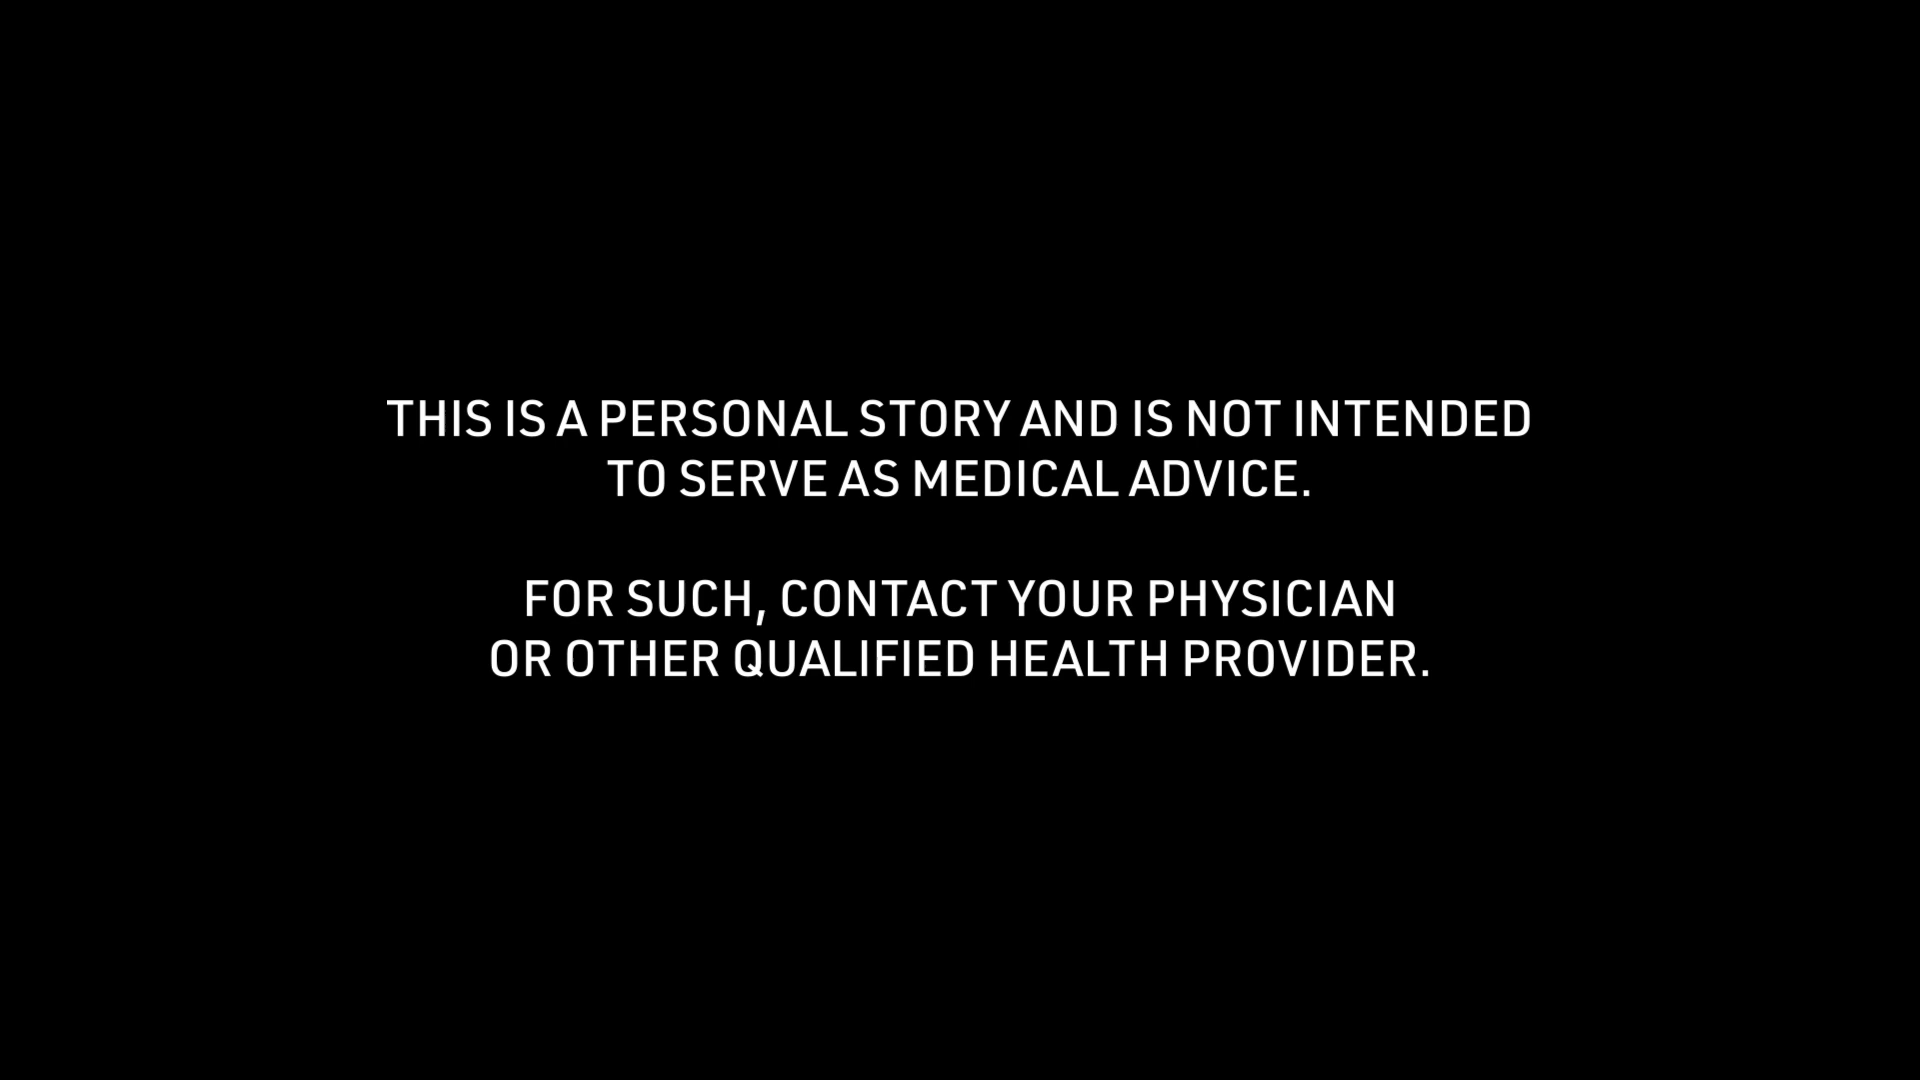 THIS IS A PERSONAL STORY AND IS NOT INTENDED
TO SERVE AS MEDICAL ADVICE.
FOR SUCH, CONTACT YOUR PHYSICIAN
OR OTHER QUALIFIED HEALTH PROVIDER.